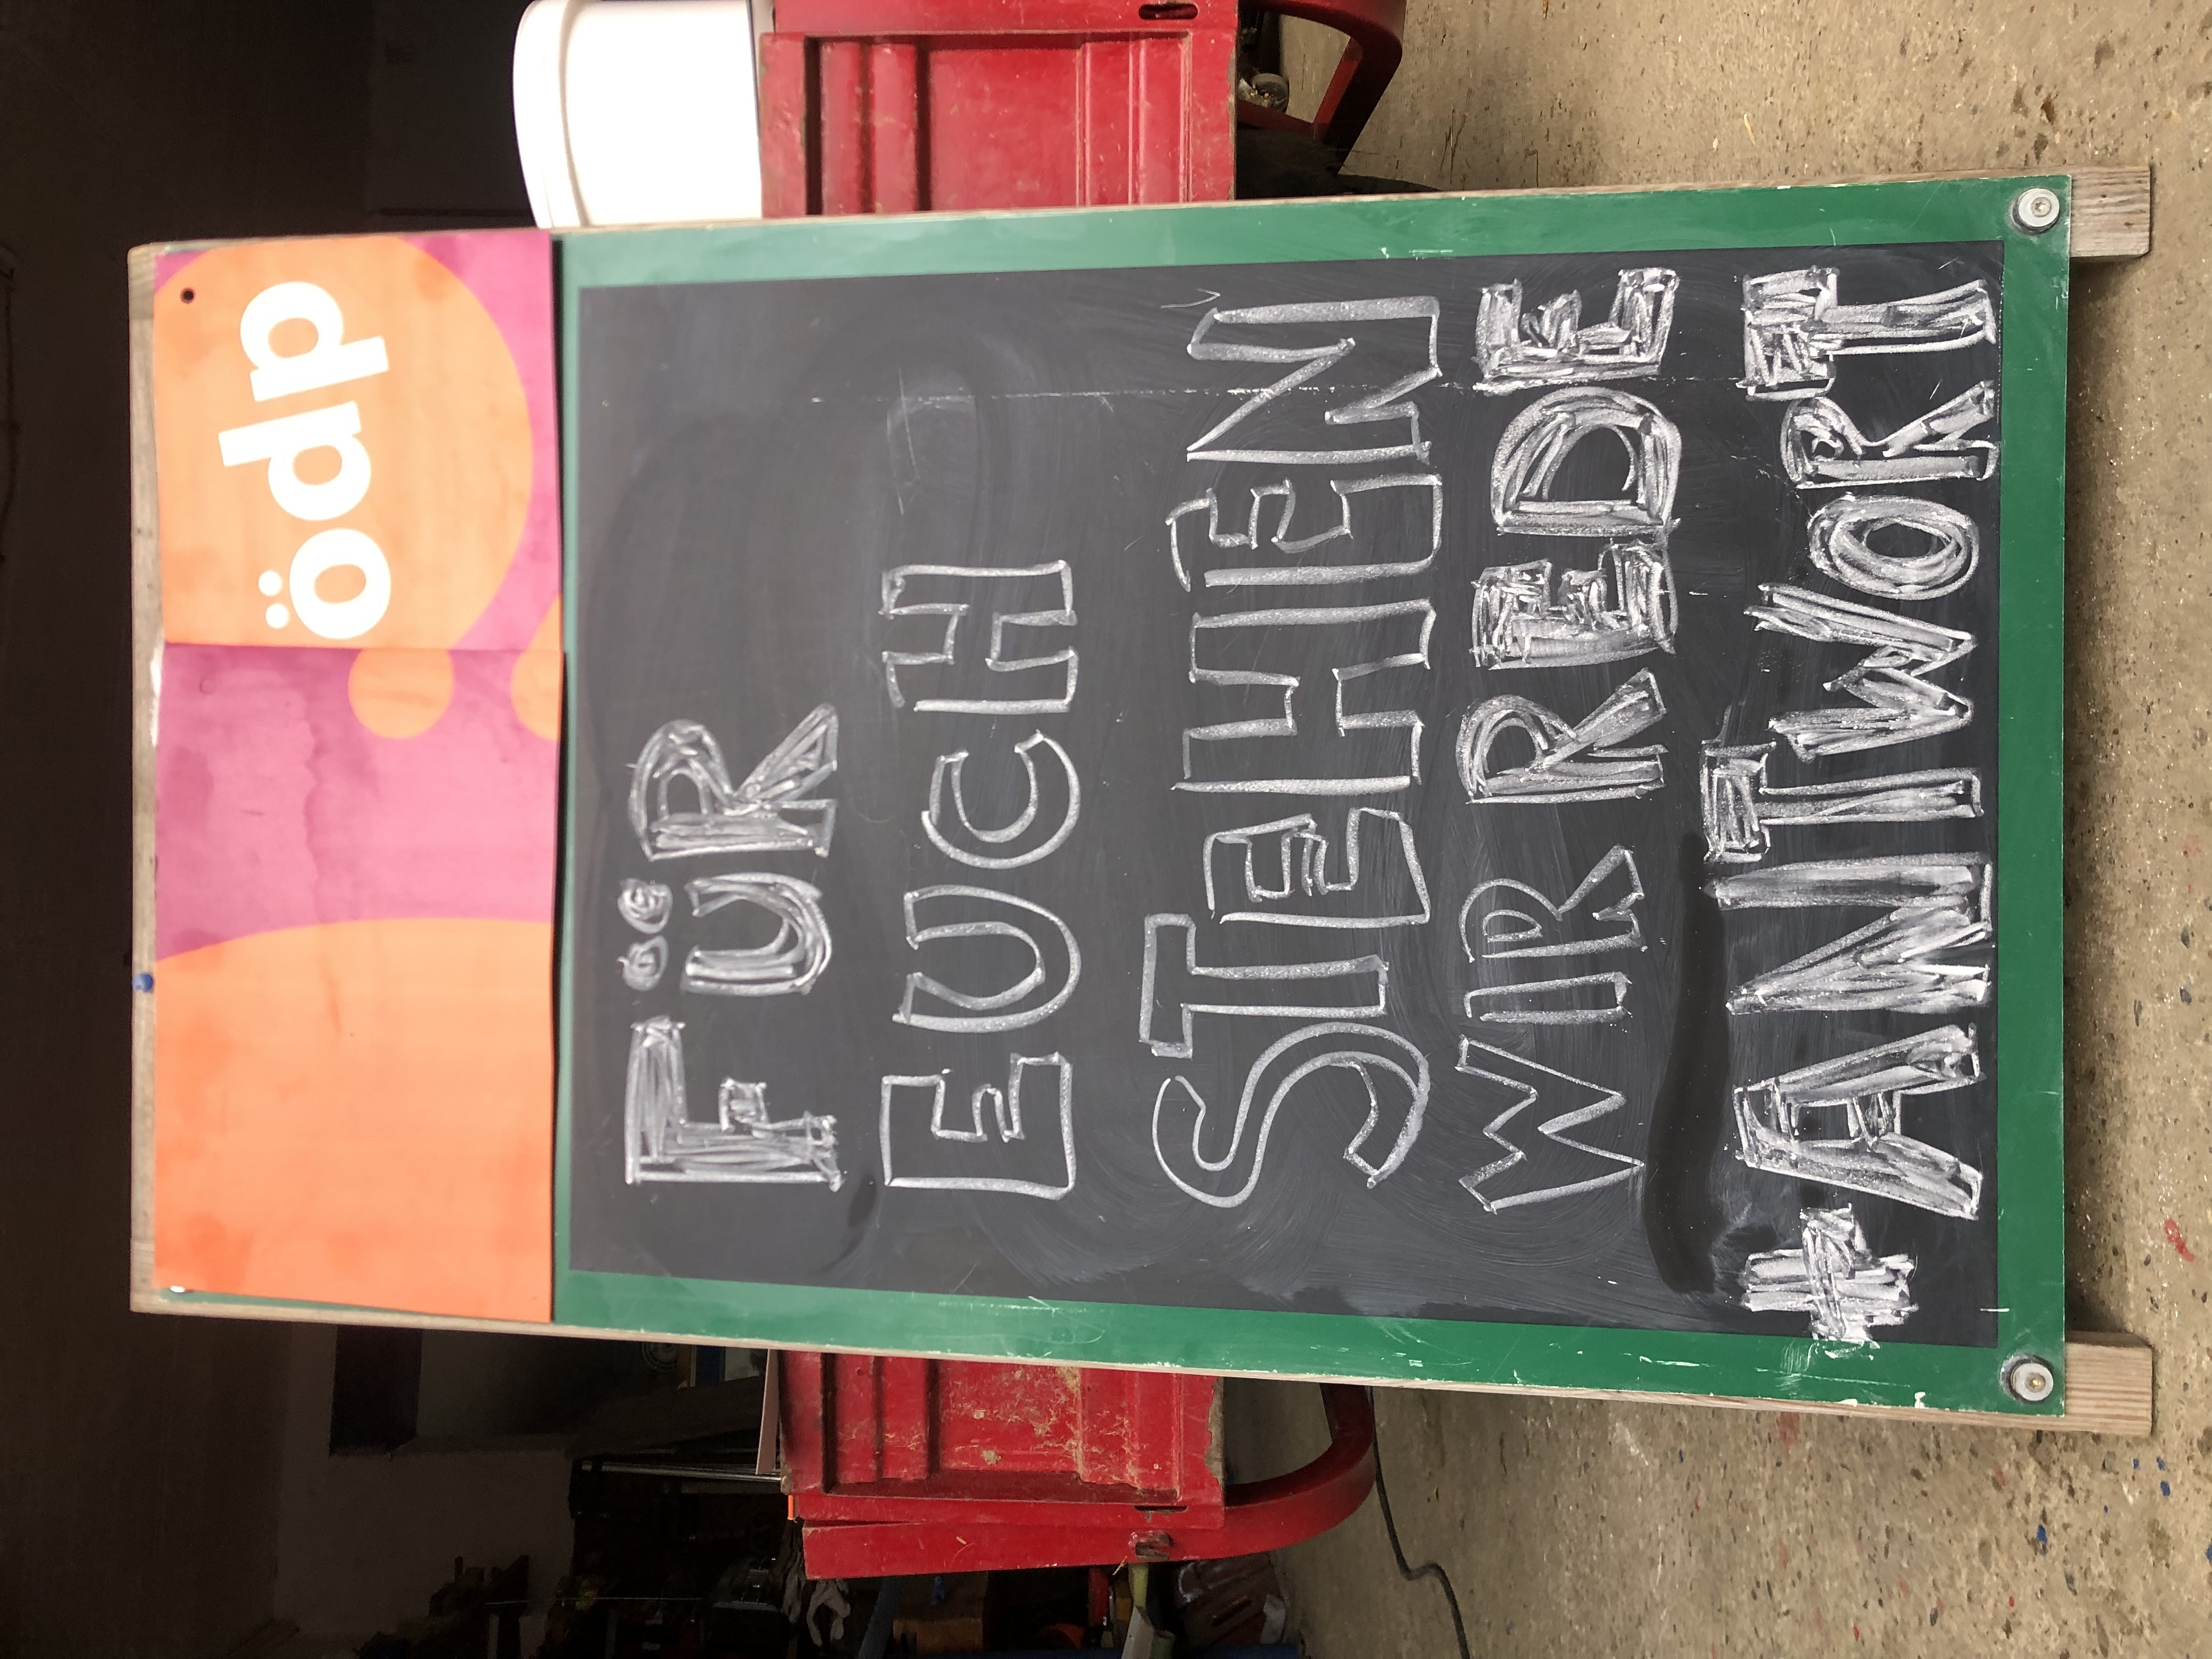 ödp
FÜR
EUCH
STEHEN
WIR REDE
+ ANTWORT